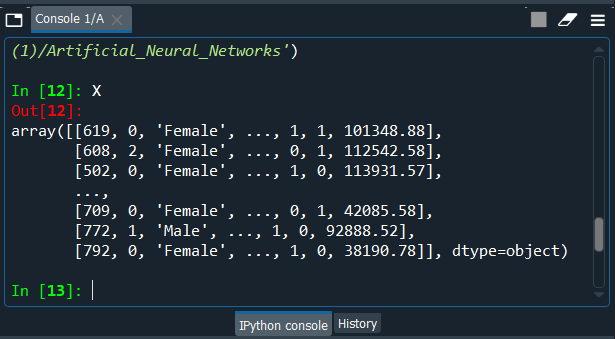 Console 1/A
(1)/Artificial_Neural_Networks')
In [12]: X
Out[12]:
array([[619, 0, 'Female', ..., 1, 1, 101348.88],
       [608, 2, 'Female', ..., 0, 1, 112542.58],
       [502, 0, 'Female', ..., 1, 0, 113931.57],
       ...,
       [709, 0, 'Female', ..., 0, 1, 42085.58],
       [772, 1, 'Male', ..., 1, 0, 92888.52],
       [792, 0, 'Female', ..., 1, 0, 38190.78]], dtype=object)
In [13]:
IPython console History